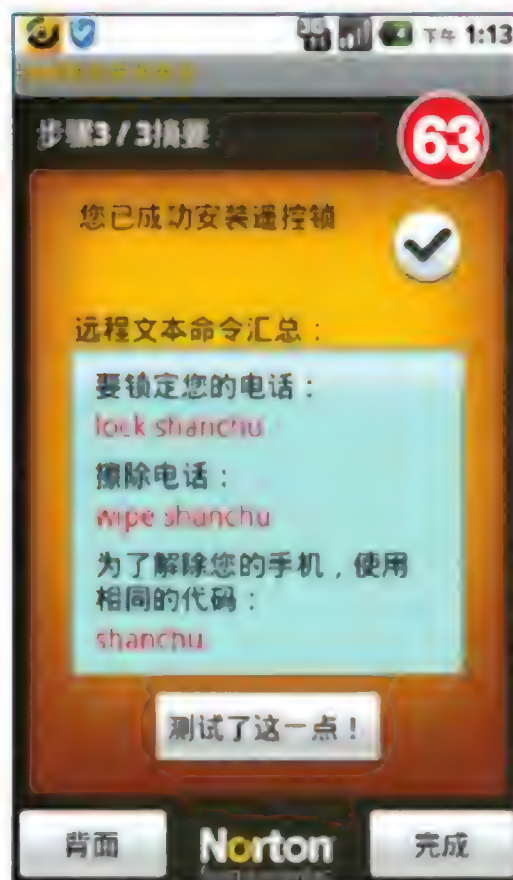 下午 1:13
步骤3 / 3摘要
63
您已成功安装遥控锁
远程文本命令汇总：
要锁定您的电话：
lock shanchu
擦除电话：
wipe shanchu
为了解除您的手机，使用
相同的代码：
shanchu
测试了这一点！
背面
Norton
完成